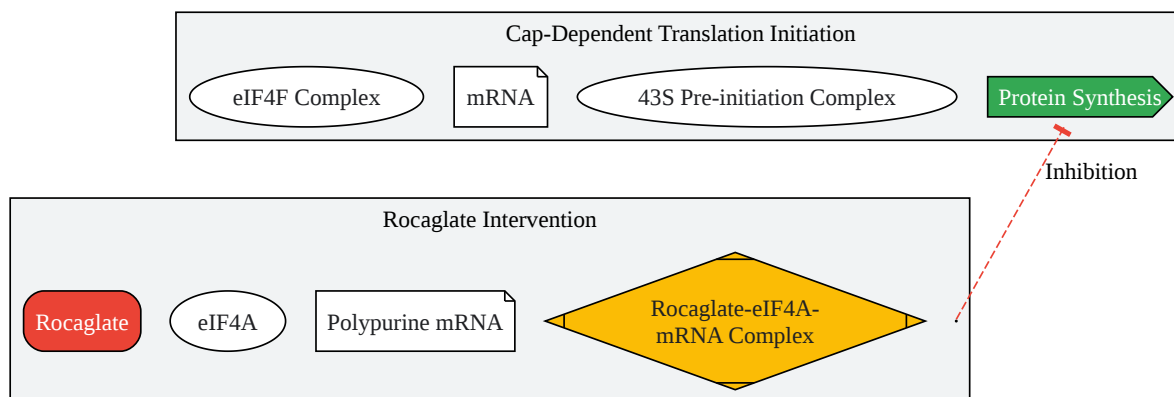 Cap-Dependent Translation Initiation
eIF4F Complex
mRNA
43S Pre-initiation Complex
Protein Synthesis
Inhibition
Rocaglate Intervention
Rocaglate
eIF4A
Polypurine mRNA
Rocaglate-eIF4A-
mRNA Complex